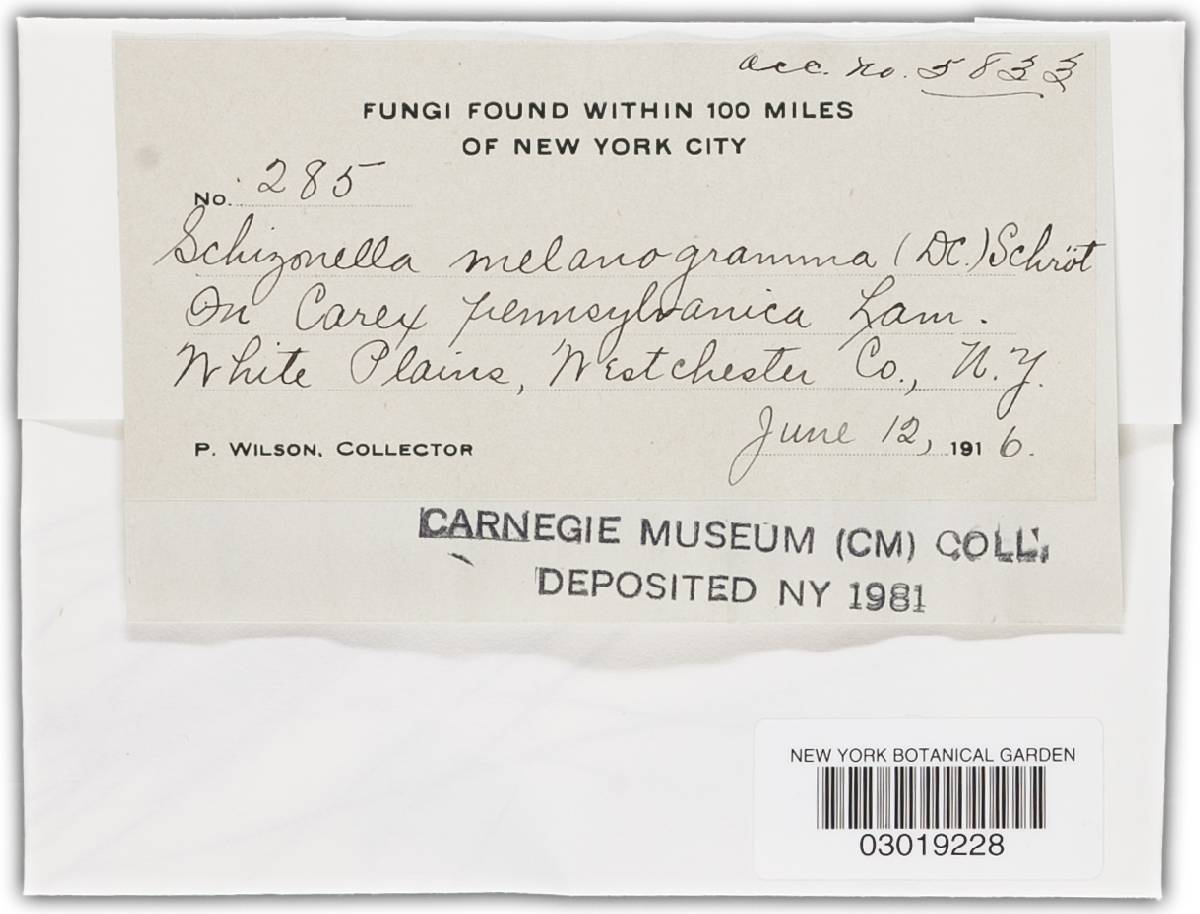 acc. no. 5833
FUNGI FOUND WITHIN 100 MILES
OF NEW YORK CITY
No. 285
Schizonella melanogramma (DC.) Schröt
On Carex pennsylvanica Lam.
White Plains, Westchester Co., N.Y.
P. WILSON, COLLECTOR
June 12, 1916.
CARNEGIE MUSEUM (CM) COLL.
DEPOSITED NY 1981
NEW YORK BOTANICAL GARDEN
03019228